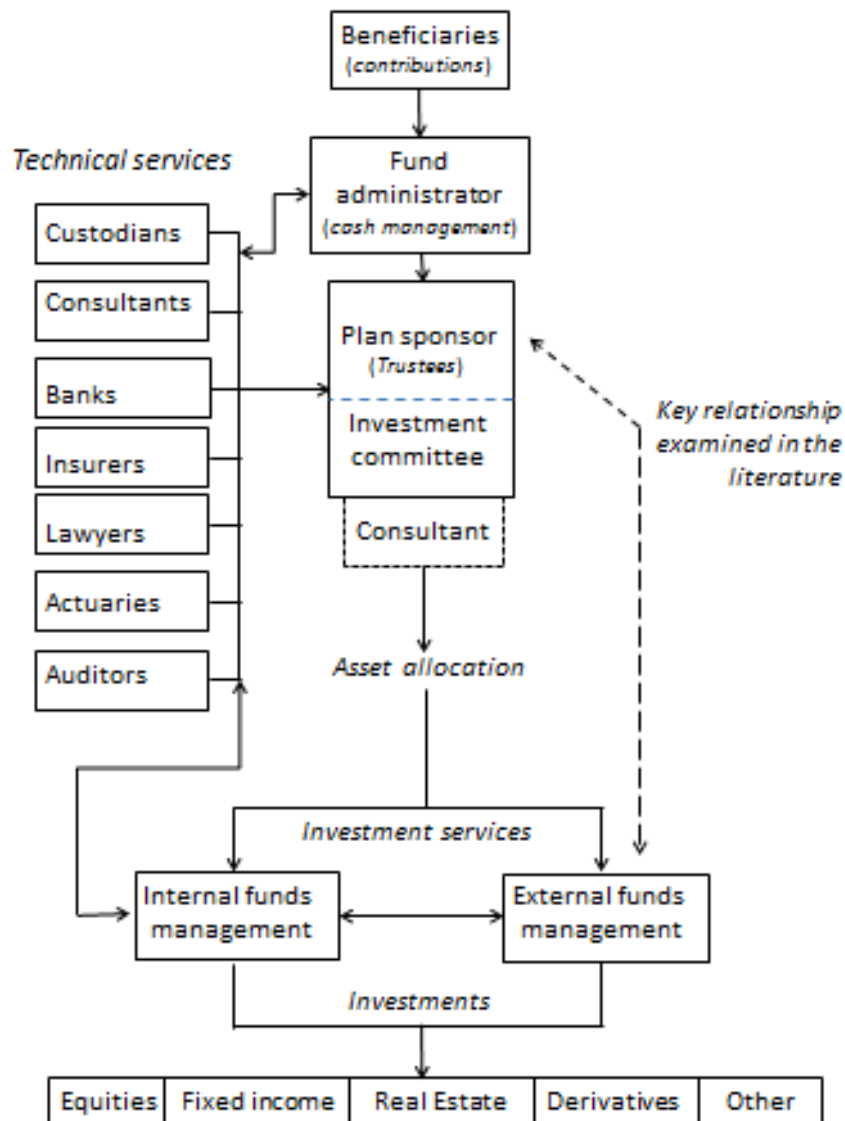 Beneficiaries
(contributions)
Technical services
Fund
administrator
(cash management)
Custodians
Consultants
Banks
Insurers
Lawyers
Actuaries
Auditors
Plan sponsor
(Trustees)
Investment
committee
Consultant
Key relationship
examined in the
literature
Asset allocation
Investment services
Internal funds
management
External funds
management
Investments
Equities
Fixed income
Real Estate
Derivatives
Other